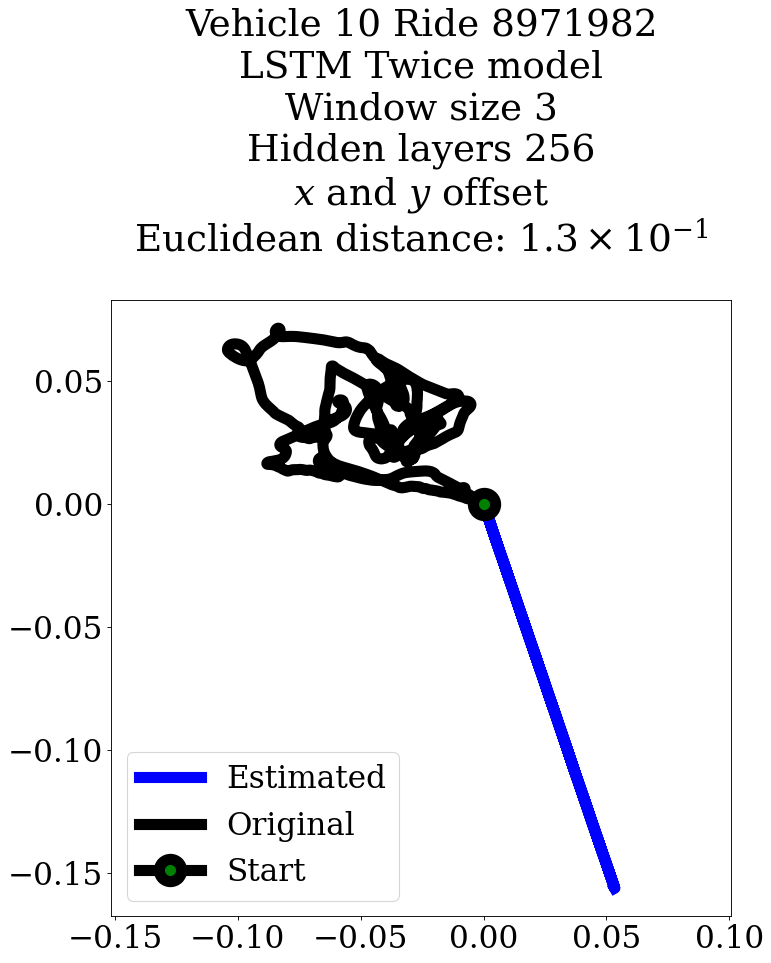 Vehicle 10 Ride 8971982
LSTM Twice model
Window size 3
Hidden layers 256
x and y offset
Euclidean distance: 1.3 × 10⁻¹
0.05
0.00
−0.05
−0.10
−0.15
Estimated
Original
Start
−0.15 −0.10 −0.05 0.00 0.05 0.10